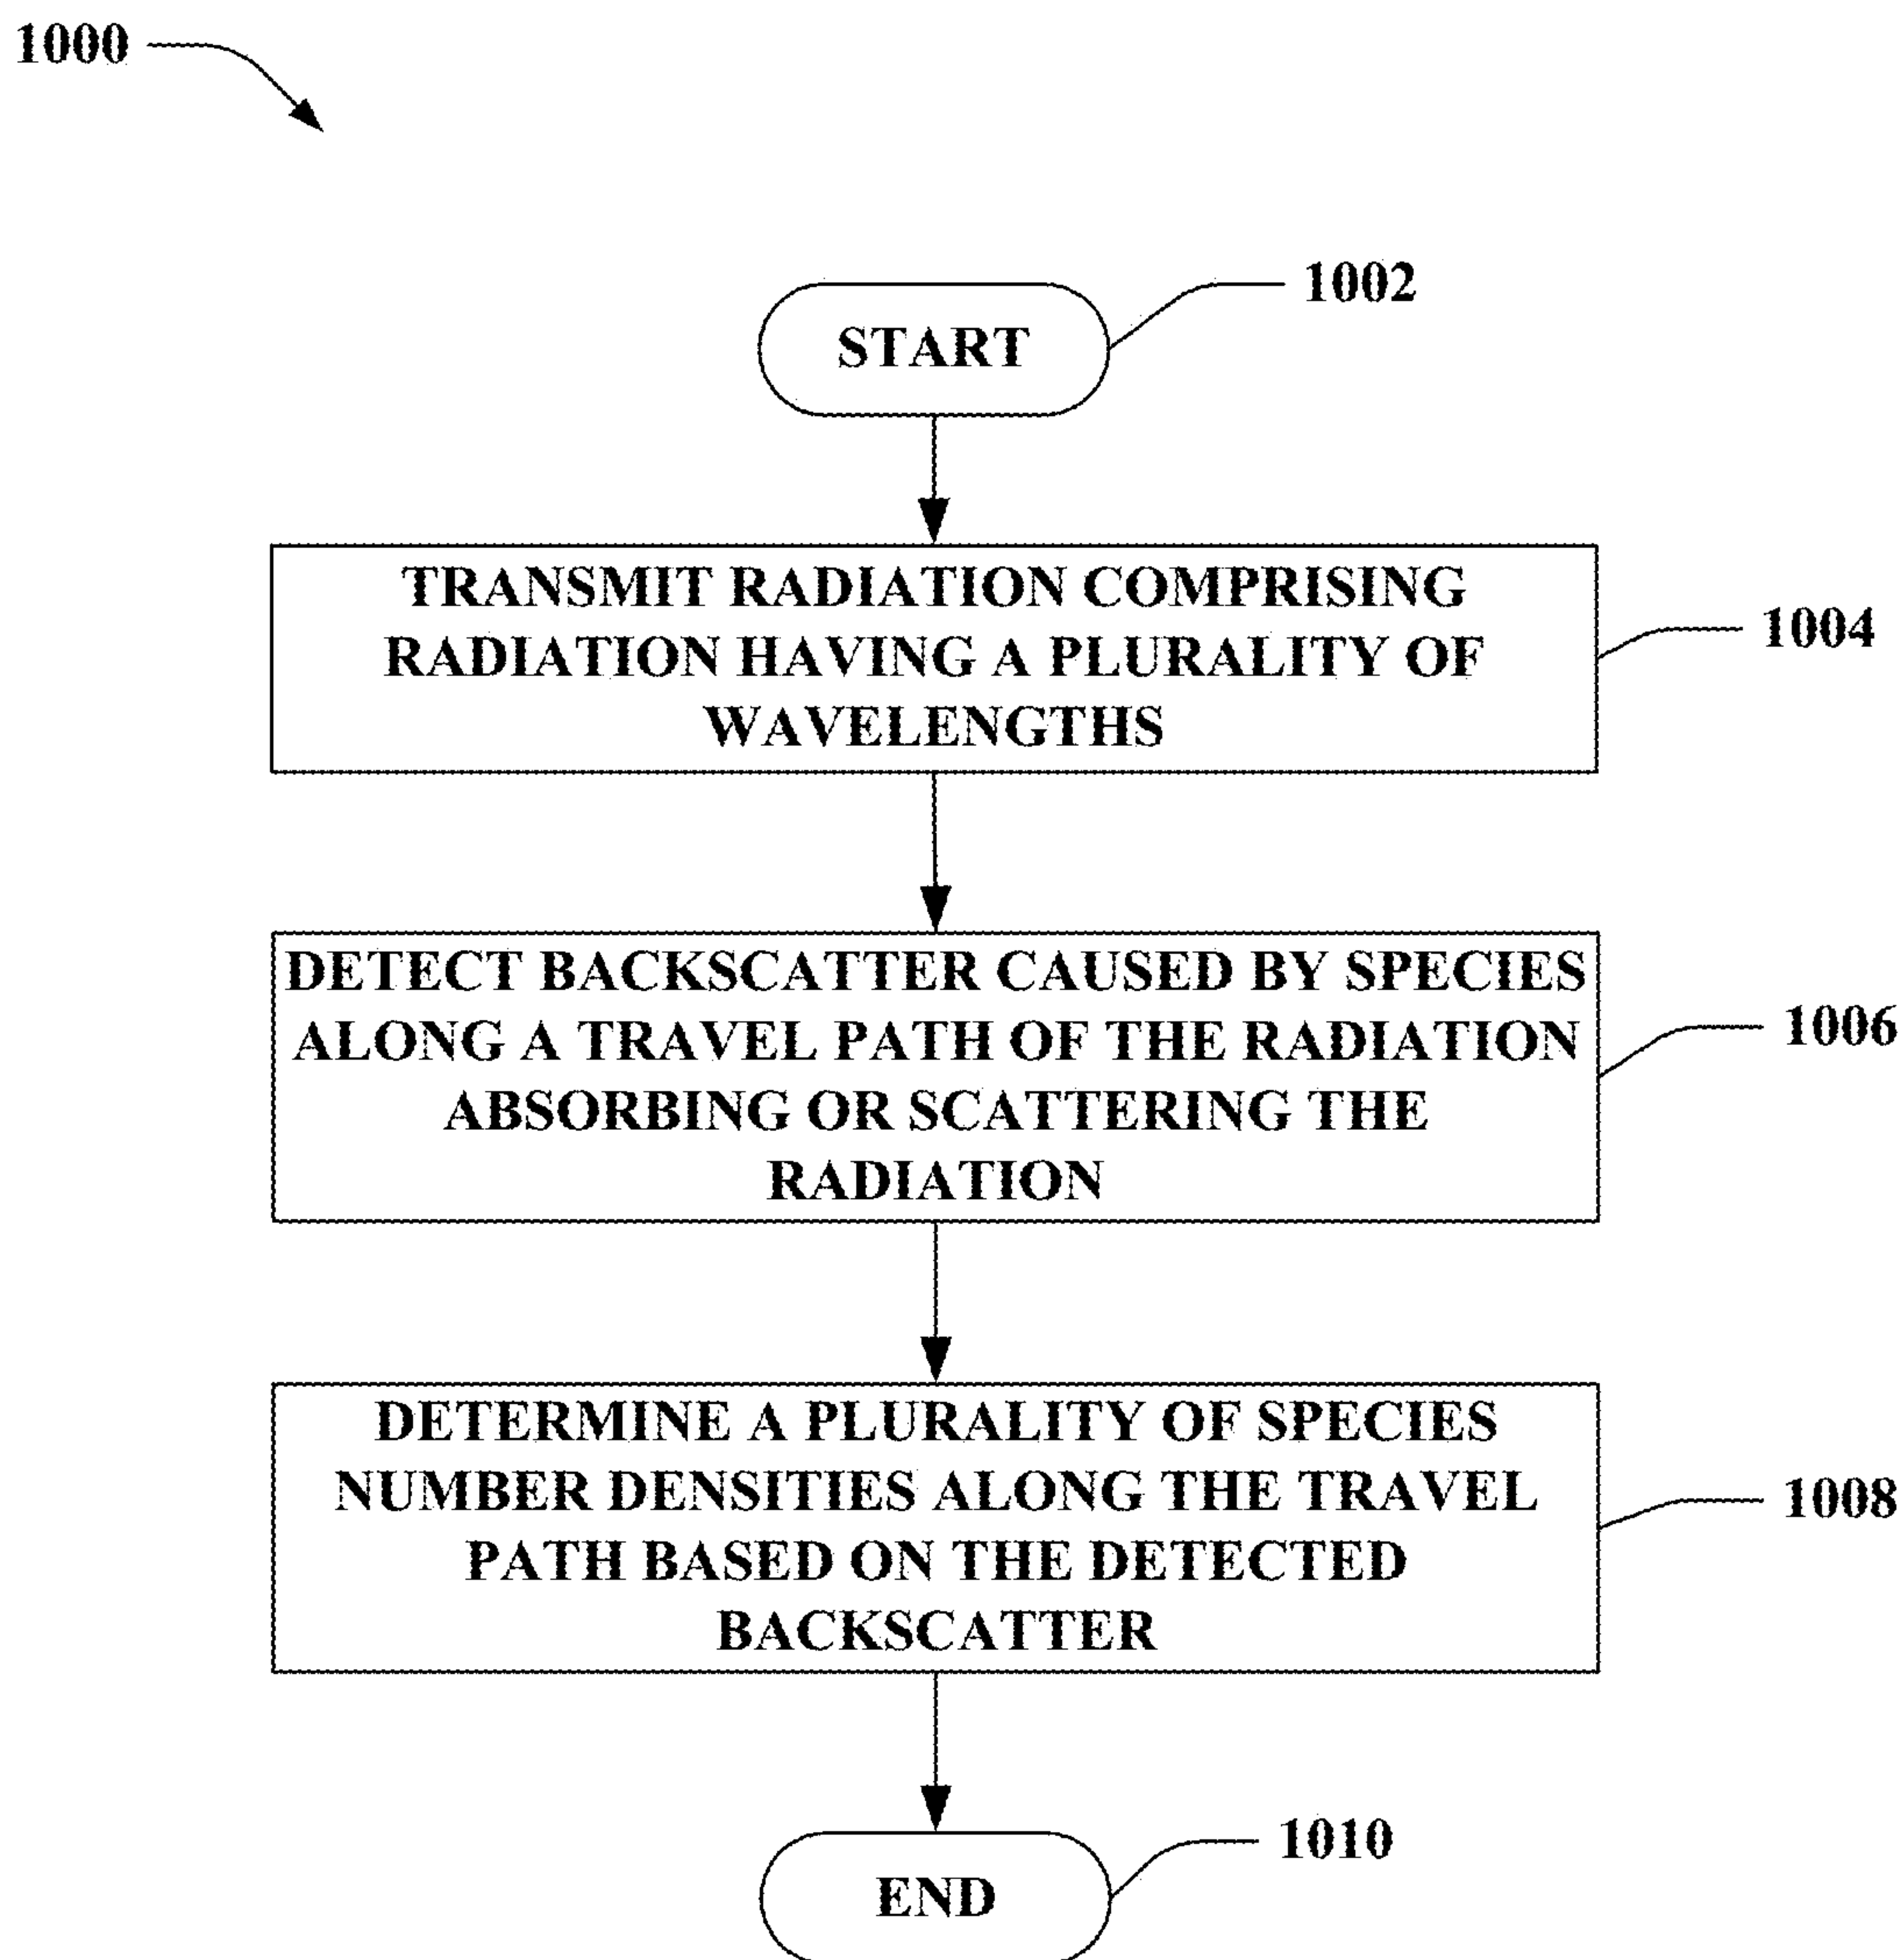 1000
1002
START
TRANSMIT RADIATION COMPRISING
RADIATION HAVING A PLURALITY OF
WAVELENGTHS
1004
DETECT BACKSCATTER CAUSED BY SPECIES
ALONG A TRAVEL PATH OF THE RADIATION
ABSORBING OR SCATTERING THE
RADIATION
1006
DETERMINE A PLURALITY OF SPECIES
NUMBER DENSITIES ALONG THE TRAVEL
PATH BASED ON THE DETECTED
BACKSCATTER
1008
1010
END